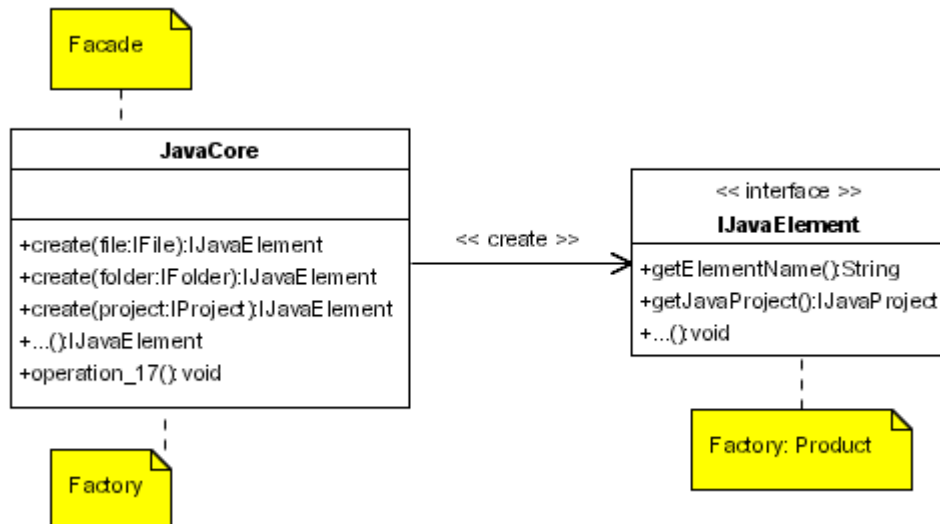 Facade
JavaCore
+create(file:IFile):IJavaElement
+create(folder:IFolder):IJavaElement
+create(project:IProject):IJavaElement
+...():IJavaElement
+operation_17(): void
Factory
<< create >>
<< interface >>
IJavaElement
+getElementName():String
+getJavaProject():IJavaProject
+...(): void
Factory: Product